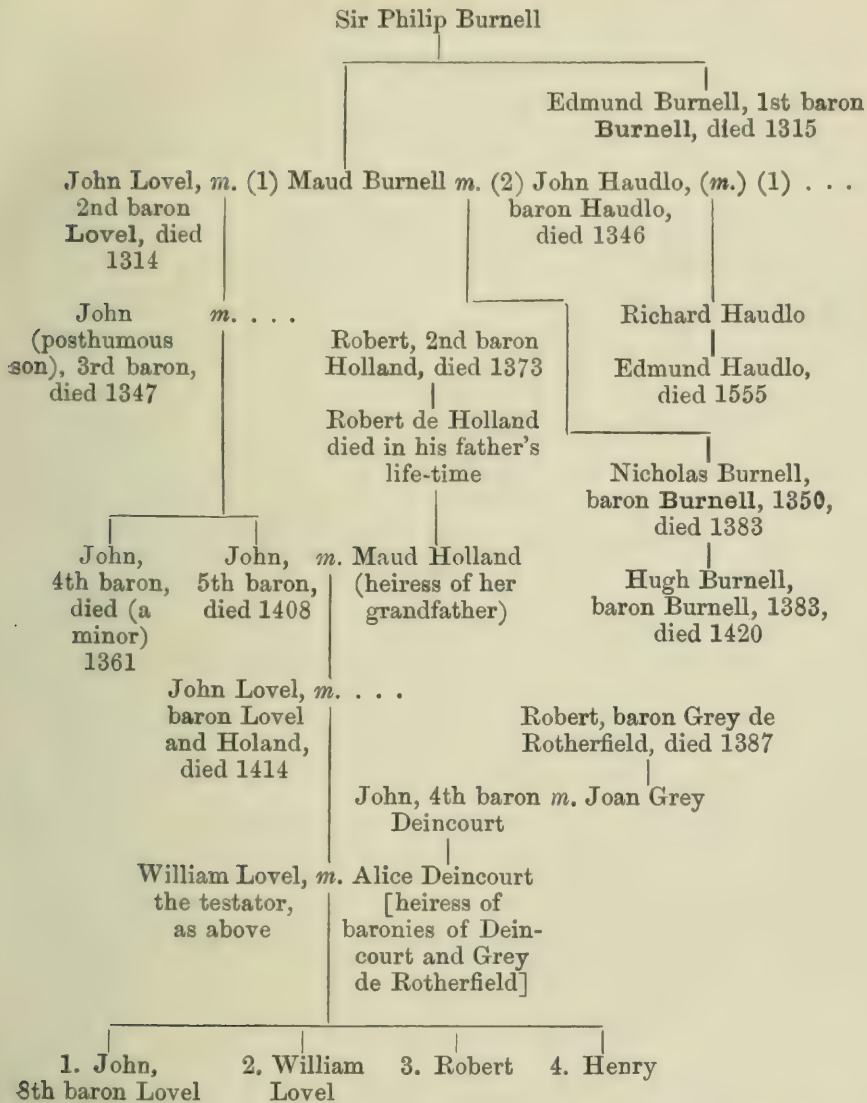 Sir Philip Burnell
Edmund Burnell, 1st baron
Burnell, died 1315
John Lovel, m. (1) Maud Burnell m. (2) John Haudlo, (m.) (1) . . .
2nd baron
Lovel, died
1314
baron Haudlo,
died 1346
John m. . . .
(posthumous
son), 3rd baron,
died 1347
Robert, 2nd baron
Holland, died 1373
Robert de Holland
died in his father's
life-time
Richard Haudlo
Edmund Haudlo,
died 1555
Nicholas Burnell,
baron Burnell, 1350,
died 1383
Hugh Burnell,
baron Burnell, 1383,
died 1420
John,
4th baron,
died (a
minor)
1361
John, m. Maud Holland
5th baron,
died 1408
(heiress of her
grandfather)
John Lovel, m. . . .
baron Lovel
and Holand,
died 1414
Robert, baron Grey de
Rotherfield, died 1387
John, 4th baron m. Joan Grey
Deincourt
William Lovel, m. Alice Deincourt
the testator,
as above
[heiress of
baronies of Dein-
court and Grey
de Rotherfield]
1. John,
8th baron Lovel
2. William
Lovel
3. Robert
4. Henry